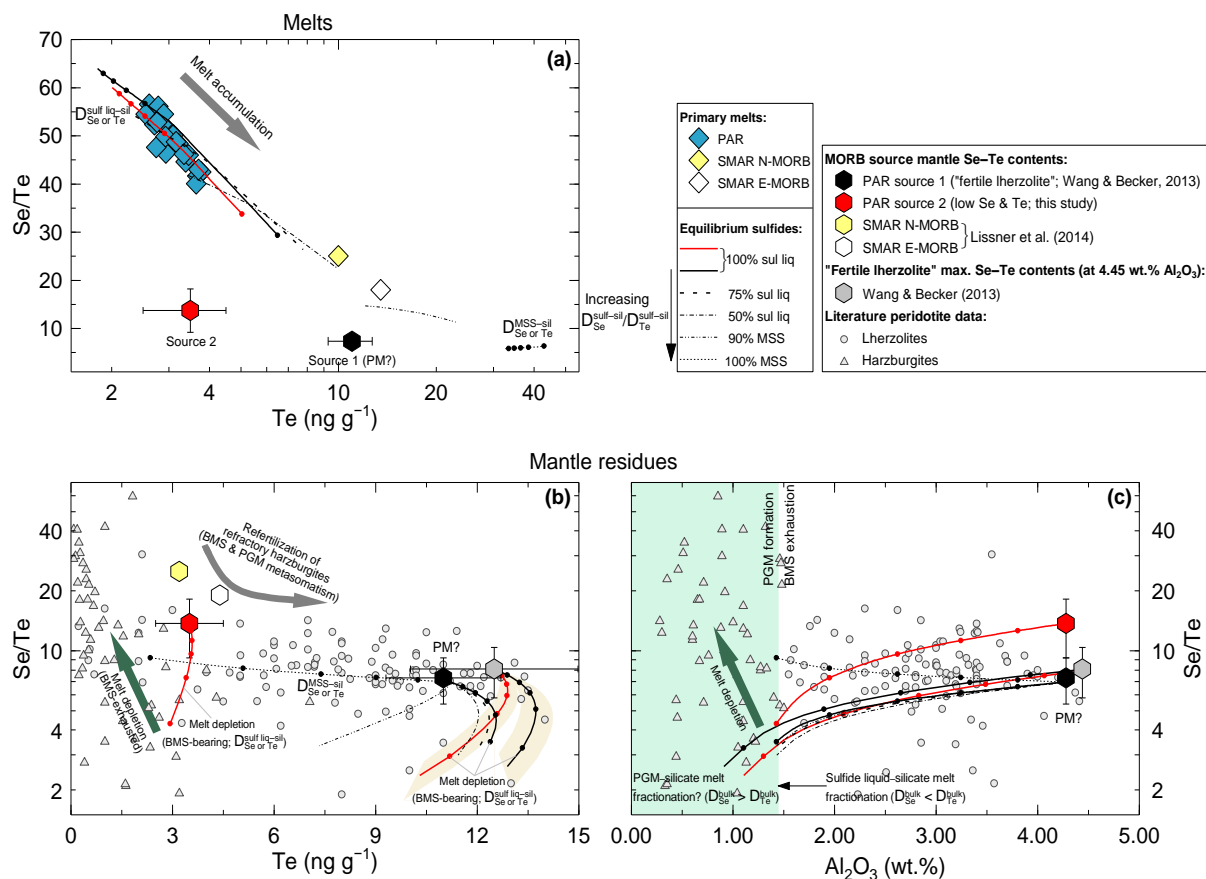 Melts
(a)
70
60
50
40
30
20
10
0
Se/Te
2
4
10
20
40
Te (ng g⁻¹)
Melt accumulation
D sulf liq–sil Se or Te
Source 2
Source 1 (PM?)
D MSS–sil Se or Te
Primary melts:
PAR
SMAR N-MORB
SMAR E-MORB
Equilibrium sulfides:
100% sul liq
75% sul liq
50% sul liq
90% MSS
100% MSS
Increasing
D sulf-sil Se /D sulf-sil Te
MORB source mantle Se–Te contents:
PAR source 1 ("fertile lherzolite"; Wang & Becker, 2013)
PAR source 2 (low Se & Te; this study)
SMAR N-MORB
SMAR E-MORB
Lissner et al. (2014)
"Fertile lherzolite" max. Se–Te contents (at 4.45 wt.% Al₂O₃):
Wang & Becker (2013)
Literature peridotite data:
Lherzolites
Harzburgites
Mantle residues
(b)
Se/Te
40
20
10
8
6
4
2
0
3
6
9
12
15
Te (ng g⁻¹)
Refertilization of
refractory harzburgites
(BMS & PGM metasomatism)
Melt depletion
(BMS-exhausted)
D MSS–sil Se or Te
PM?
Melt depletion
(BMS-bearing; D sulf liq–sil Se or Te)
Melt depletion
(BMS-bearing; D sulf liq–sil Se or Te)
(c)
PGM formation
BMS exhaustion
Melt depletion
PM?
PGM–silicate melt
fractionation? (D bulk Se > D bulk Te)
Sulfide liquid–silicate melt
fractionation (D bulk Se < D bulk Te)
40
20
10
8
6
4
2
Se/Te
0.00
1.00
2.00
3.00
4.00
5.00
Al₂O₃ (wt.%)